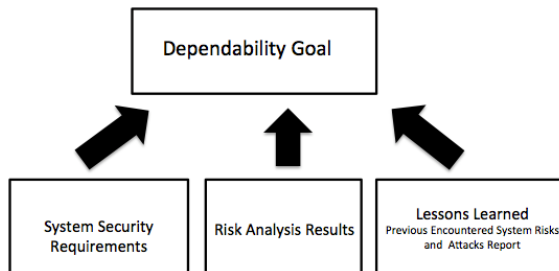 Dependability Goal
System Security
Requirements
Risk Analysis Results
Lessons Learned
Previous Encountered System Risks
and Attacks Report